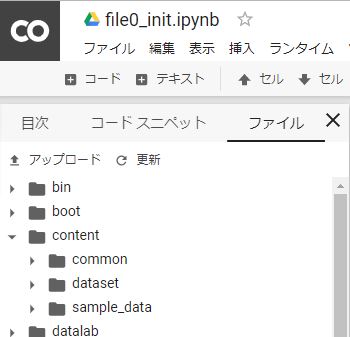 CO
file0_init.ipynb
ファイル 編集 表示 挿入 ランタイム
コード テキスト セル セル
目次 コード スニペット ファイル
アップロード 更新
bin
boot
content
common
dataset
sample_data
datalab